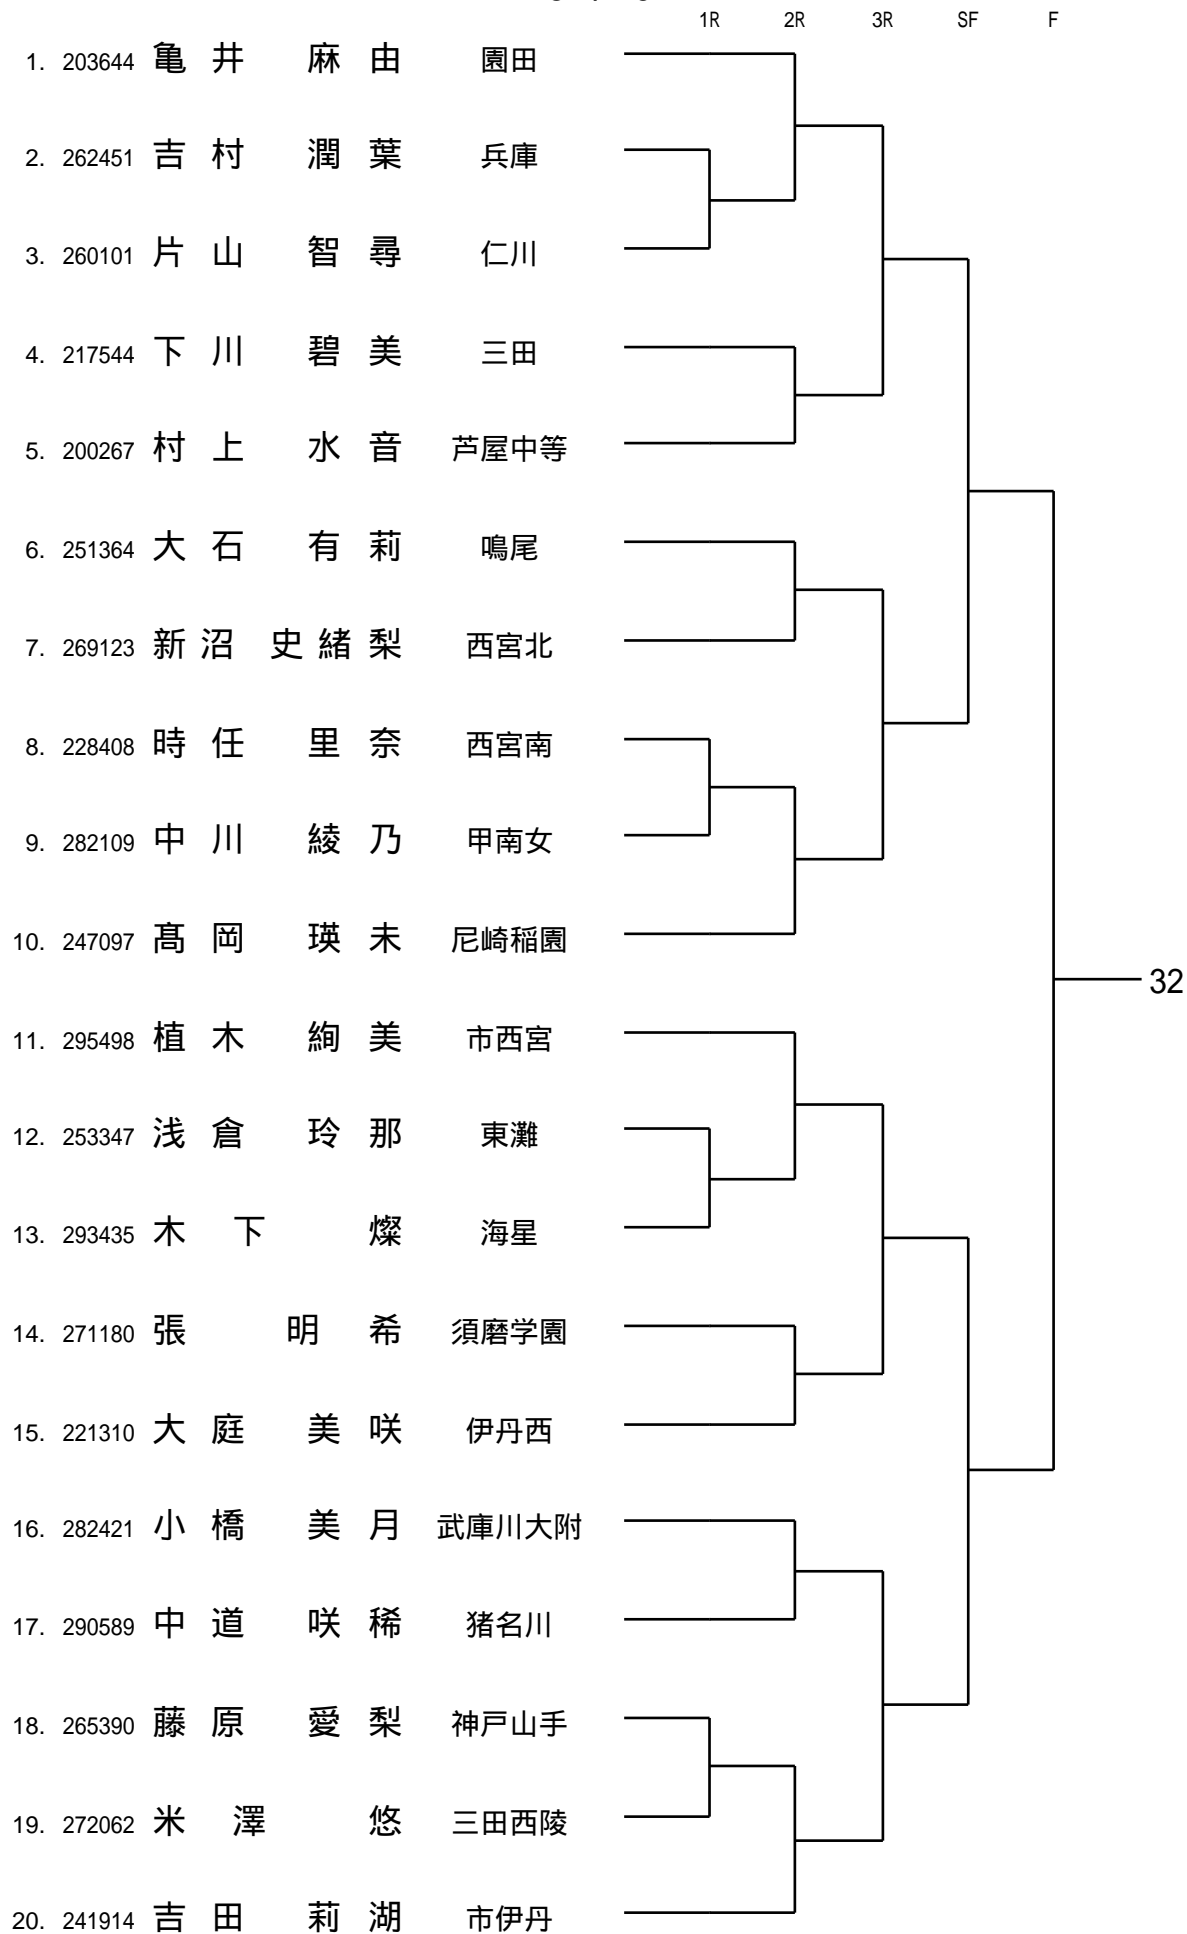 1R 2R 3R SF F
1. 203644 亀井 麻由 園田
2. 262451 吉村 潤葉 兵庫
3. 260101 片山 智尋 仁川
4. 217544 下川 碧美 三田
5. 200267 村上 水音 芦屋中等
6. 251364 大石 有莉 鳴尾
7. 269123 新沼 史緒梨 西宮北
8. 228408 時任 里奈 西宮南
9. 282109 中川 綾乃 甲南女
10. 247097 髙岡 瑛未 尼崎稲園
32
11. 295498 植木 絢美 市西宮
12. 253347 浅倉 玲那 東灘
13. 293435 木下 燦 海星
14. 271180 張 明希 須磨学園
15. 221310 大庭 美咲 伊丹西
16. 282421 小橋 美月 武庫川大附
17. 290589 中道 咲稀 猪名川
18. 265390 藤原 愛梨 神戸山手
19. 272062 米澤 悠 三田西陵
20. 241914 吉田 莉湖 市伊丹